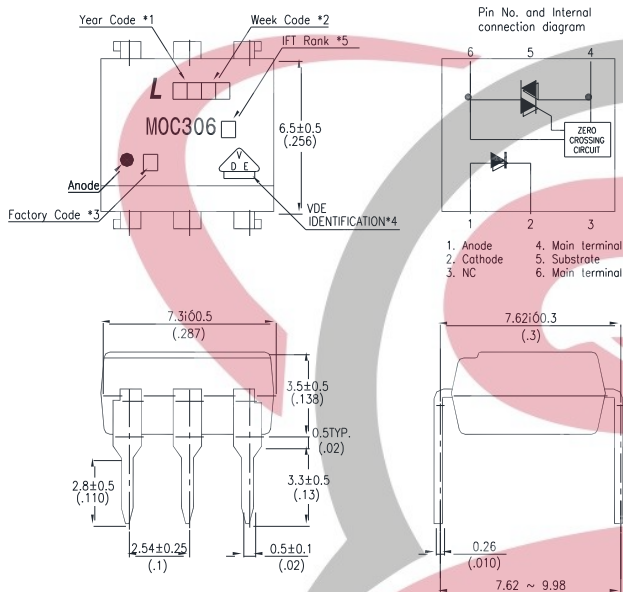 Year Code *1
Week Code *2
IFT Rank *5
L
MOC306
V
D E
Anode
Factory Code *3
VDE
IDENTIFICATION*4
6.5±0.5
(.256)
Pin No. and Internal
connection diagram
6 5 4
ZERO
CROSSING
CIRCUIT
1 2 3
1. Anode 4. Main terminal
2. Cathode 5. Substrate
3. NC 6. Main terminal
7.3ió0.5
(.287)
3.5±0.5
(.138)
0.5TYP.
(.02)
2.8±0.5
(.110)
3.3±0.5
(.13)
2.54±0.25
(.1)
0.5±0.1
(.02)
7.62ió0.3
(.3)
0.26
(.010)
7.62 ~ 9.98